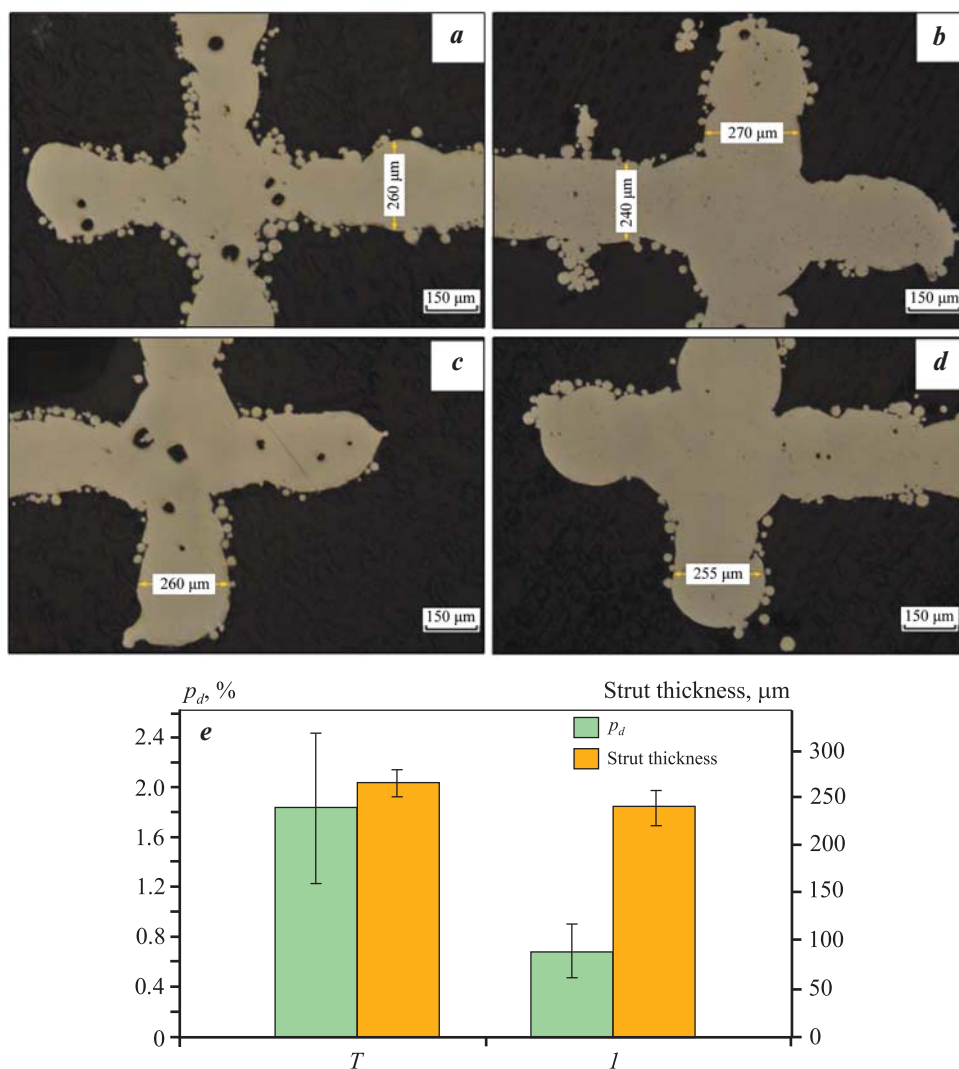 a
b
270 μm
260 μm
240 μm
150 μm
150 μm
c
d
260 μm
255 μm
150 μm
150 μm
p_d, %
Strut thickness, μm
e
p_d
Strut thickness
2.4
2.0
1.6
1.2
0.8
0.4
0
300
250
200
150
100
50
0
T
1